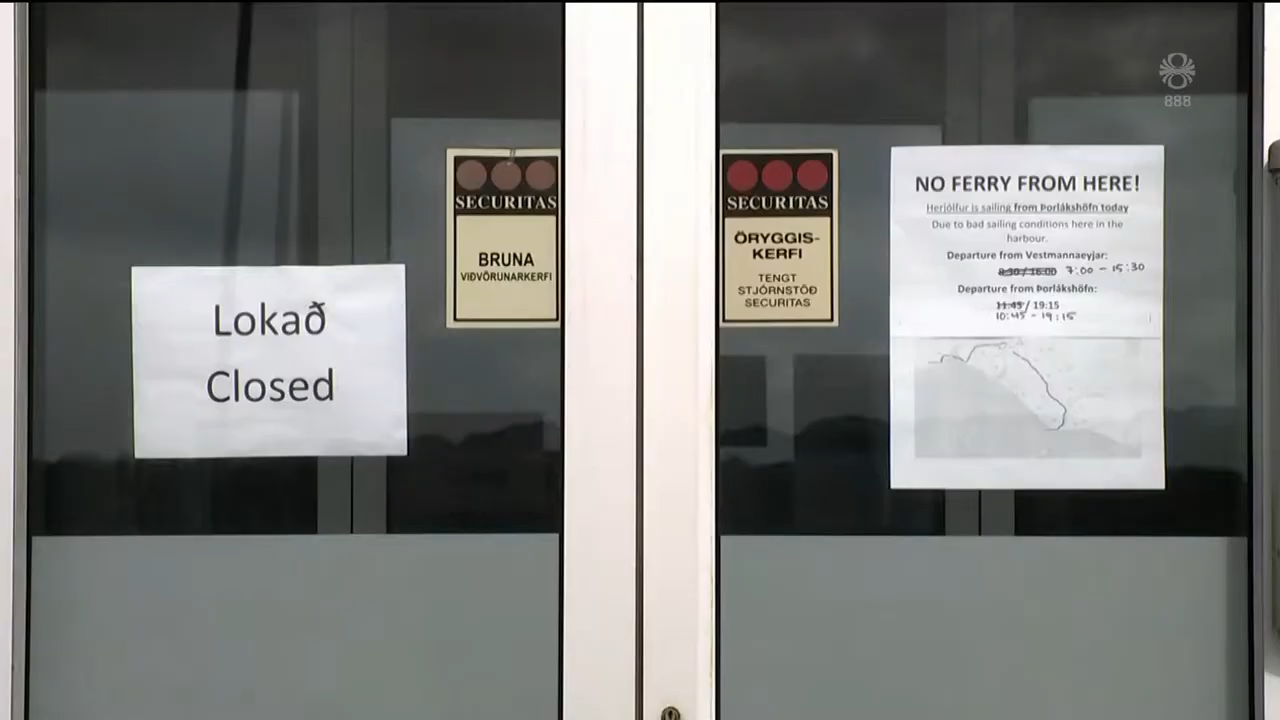 888
SECURITAS
BRUNA
VIÐVÖRUNARKERFI
Lokað
Closed
SECURITAS
ÖRYGGIS-
KERFI
TENGT
STJÓRNSTÖÐ
SECURITAS
NO FERRY FROM HERE!
Herjólfur is sailing from Þorlákshöfn today
Due to bad sailing conditions here in the
harbour.
Departure from Vestmannaeyjar:
8:30 / 16:00 7:00 - 15:30
Departure from Þorlákshöfn:
11:45 / 19:15
10:45 - 19:15